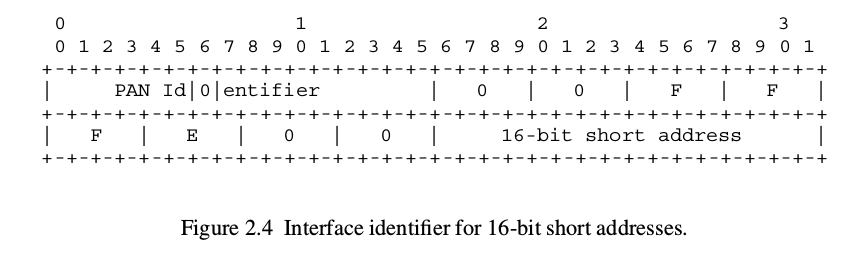 0                   1                   2                   3
0 1 2 3 4 5 6 7 8 9 0 1 2 3 4 5 6 7 8 9 0 1 2 3 4 5 6 7 8 9 0 1
+-+-+-+-+-+-+-+-+-+-+-+-+-+-+-+-+-+-+-+-+-+-+-+-+-+-+-+-+-+-+-+-+
|     PAN Id|0|entifier         |   0   |   0   |   F   |   F   |
+-+-+-+-+-+-+-+-+-+-+-+-+-+-+-+-+-+-+-+-+-+-+-+-+-+-+-+-+-+-+-+-+
|   F   |   E   |   0   |   0   |     16-bit short address      |
+-+-+-+-+-+-+-+-+-+-+-+-+-+-+-+-+-+-+-+-+-+-+-+-+-+-+-+-+-+-+-+-+
Figure 2.4 Interface identifier for 16-bit short addresses.